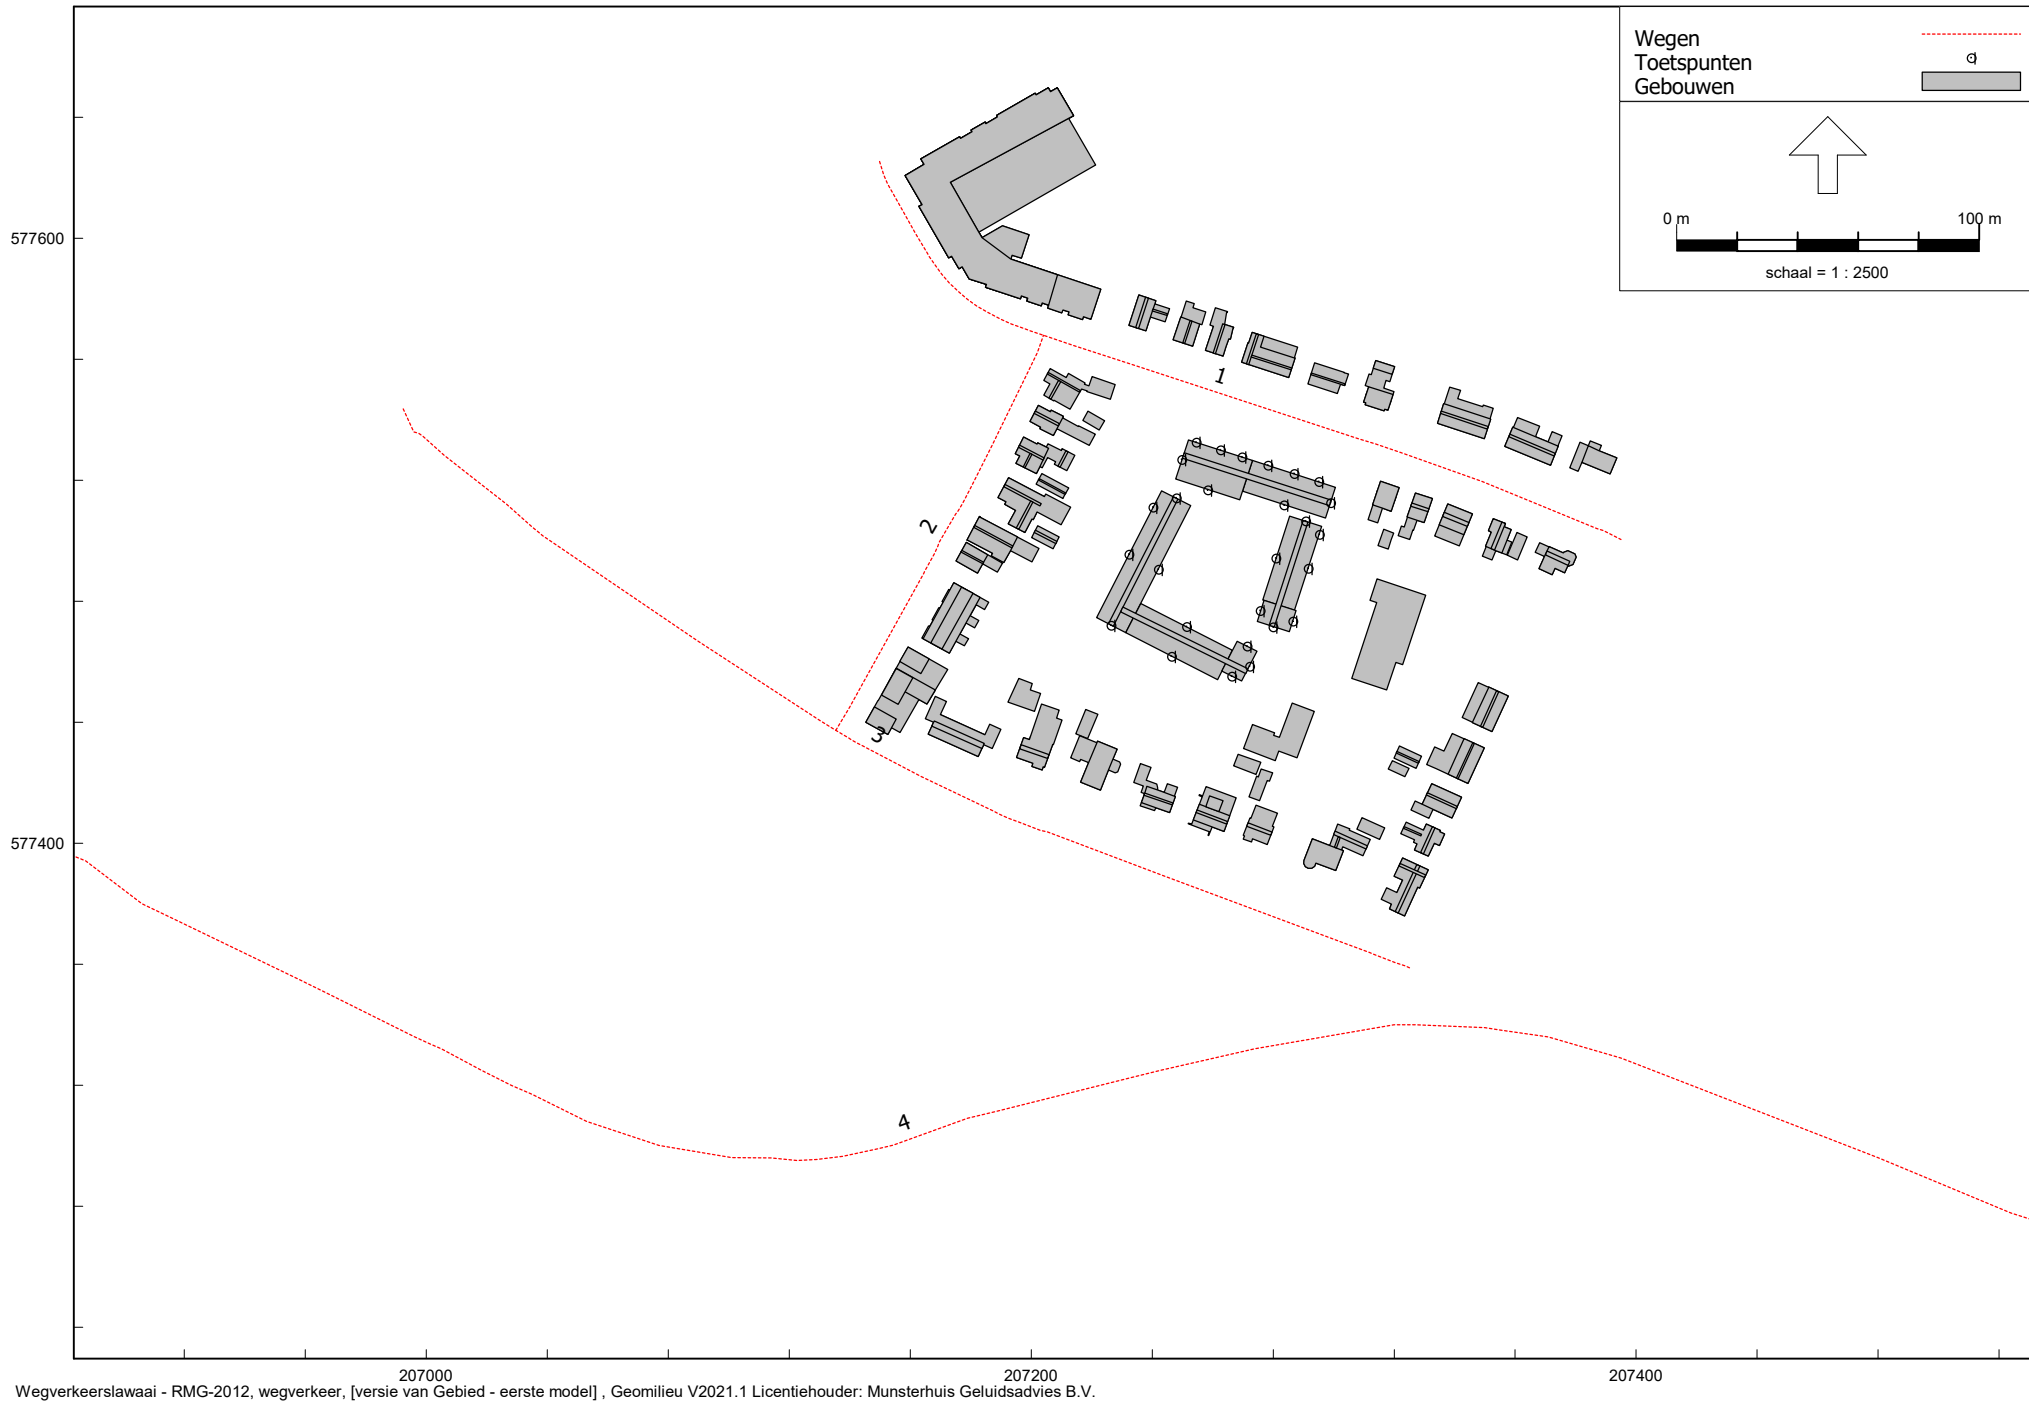 Wegen
Toetspunten
Gebouwen
0 m 100 m
schaal = 1 : 2500
577600
1
2
3
577400
4
207000 207200 207400
Wegverkeerslawaai - RMG-2012, wegverkeer, [versie van Gebied - eerste model] , Geomilieu V2021.1 Licentiehouder: Munsterhuis Geluidsadvies B.V.